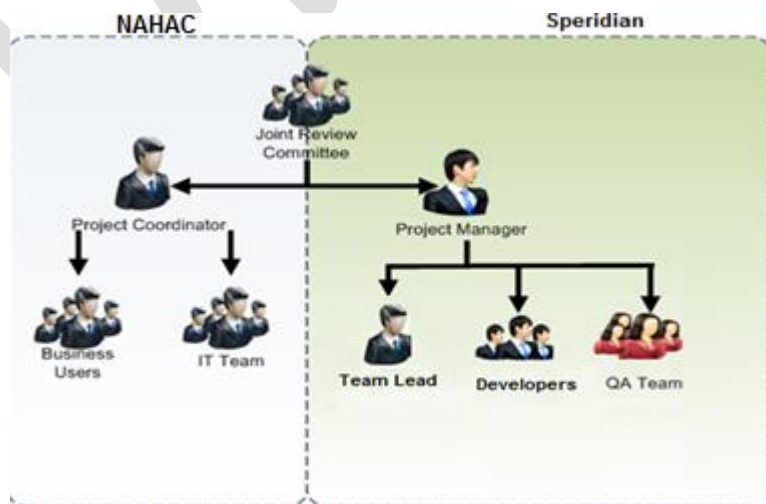 NAHAC
Speridian
Joint Review
Committee
Project Coordinator
Project Manager
Business
Users
IT Team
Team Lead
Developers
QA Team